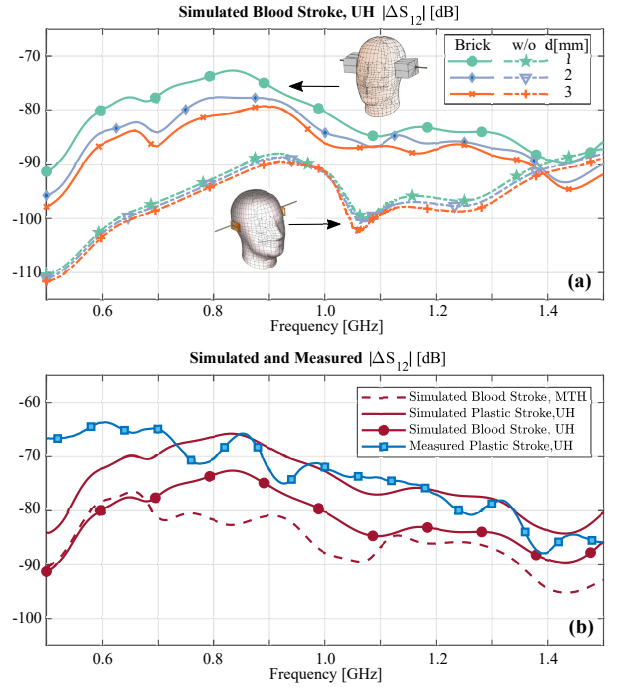 Simulated Blood Stroke, UH |ΔS12| [dB]
Brick w/o d[mm]
1
2
3
-70
-80
-90
-100
-110
(a)
0.6 0.8 1.0 1.2 1.4
Frequency [GHz]
Simulated and Measured |ΔS12| [dB]
Simulated Blood Stroke, MTH
Simulated Plastic Stroke,UH
Simulated Blood Stroke, UH
Measured Plastic Stroke,UH
-60
-70
-80
-90
-100
(b)
0.6 0.8 1.0 1.2 1.4
Frequency [GHz]